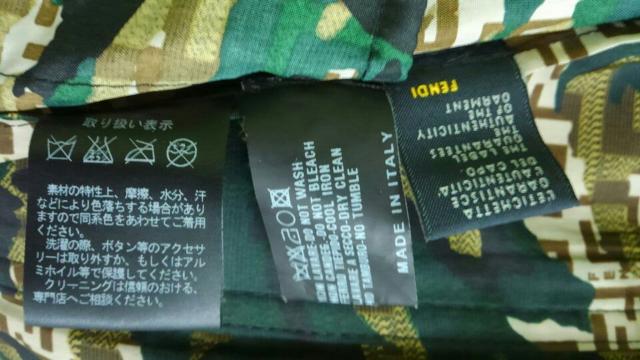 取り扱い表示
素材の特性上、摩擦、水分、汗
などにより色落ちする場合があり
ますので同系色をあわせてご着用
ください。
洗濯の際、ボタン等のアクセサ
リーは取り外すか、もしくはアル
ミホイル等で保護してください。
クリーニングは信頼のおける、
専門店へご相談ください。
DO NOT WASH
DO NOT BLEACH
COOL IRON
SECCO-DRY CLEAN
TAMBURO-NO TUMBLE
MADE IN ITALY
FENDI
L'ETICHETTA
GARANTISCE
L'AUTENTICITA'
DEL CAPO
THE LABEL
GUARANTEES
THE
AUTHENTICITY
OF THE
GARMENT